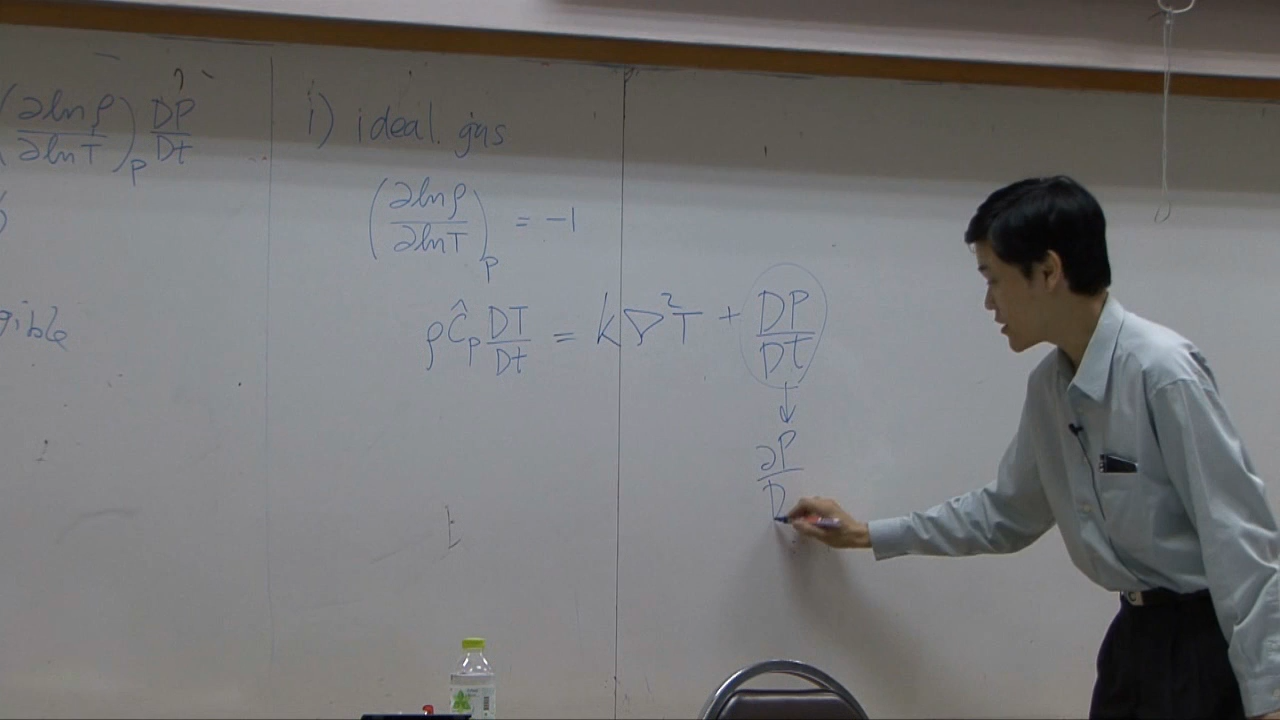 (∂lnρ/∂lnT)_P DP/Dt
gible
i) ideal gas
(∂lnρ/∂lnT)_P = -1
ρĈ_P DT/Dt = k∇²T + DP/Dt
↓
∂P/D